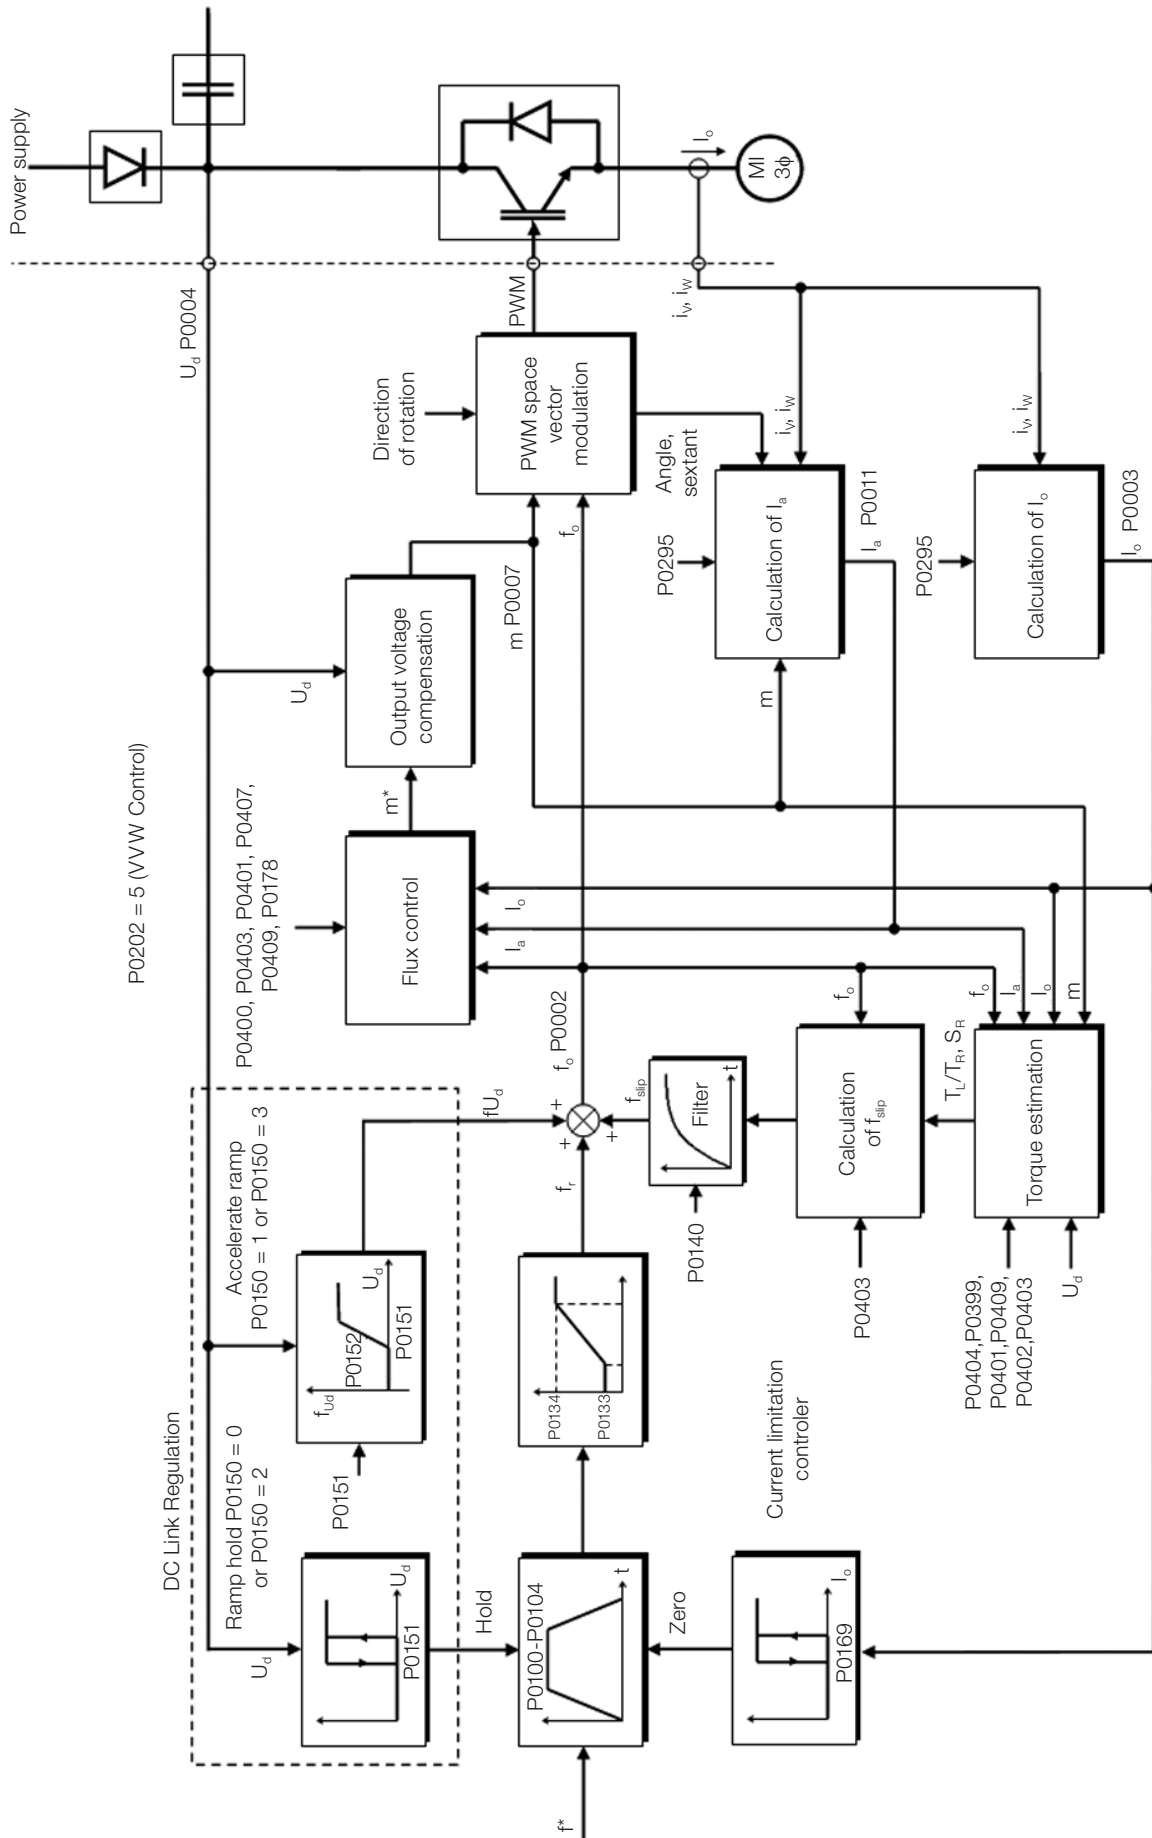 P0202 = 5 (VVW Control)
DC Link Regulation
Ramp hold P0150 = 0
or P0150 = 2
Accelerate ramp
P0150 = 1 or P0150 = 3
U_d
P0151
U_d
P0151
f_Ud
P0152
U_d
P0151
Hold
fU_d
f*
P0100-P0104
t
P0134
P0133
f_r
+
+
+
f_o P0002
Zero
I_o
P0169
Current limitation
controler
P0140
f_slip
Filter
t
P0403
Calculation
of f_slip
f_o
T_L/T_R, S_R
P0404,P0399,
P0401,P0409,
P0402,P0403
U_d
Torque estimation
f_o
I_a
I_o
m
P0400, P0403, P0401, P0407,
P0409, P0178
Flux control
I_a
I_o
m*
U_d
Output voltage
compensation
m P0007
f_o
Direction
of rotation
PWM space
vector
modulation
PWM
Angle,
sextant
P0295
Calculation of I_a
m
i_v, i_w
I_a P0011
P0295
Calculation of I_o
i_v, i_w
I_o P0003
i_v, i_w
U_d P0004
Power supply
I_o
MI
3ϕ